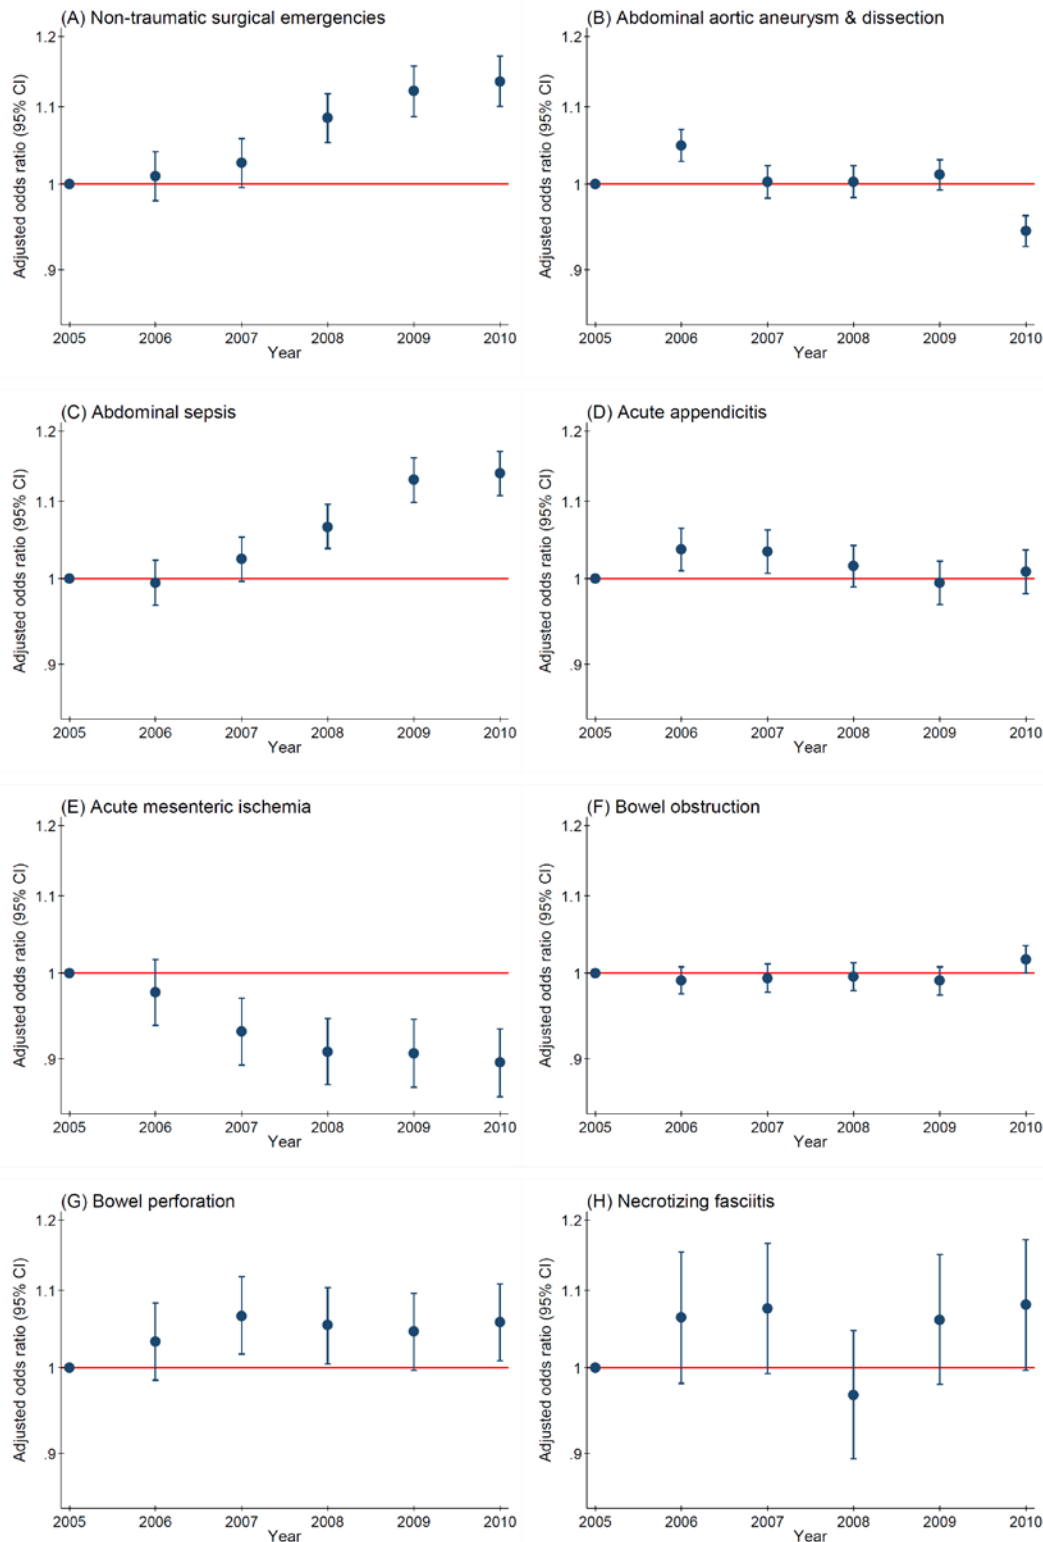 (A) Non-traumatic surgical emergencies
Adjusted odds ratio (95% CI)
1.2
1.1
1
.9
2005 2006 2007 2008 2009 2010
Year
(B) Abdominal aortic aneurysm & dissection
Adjusted odds ratio (95% CI)
1.2
1.1
1
.9
2005 2006 2007 2008 2009 2010
Year
(C) Abdominal sepsis
Adjusted odds ratio (95% CI)
1.2
1.1
1
.9
2005 2006 2007 2008 2009 2010
Year
(D) Acute appendicitis
Adjusted odds ratio (95% CI)
1.2
1.1
1
.9
2005 2006 2007 2008 2009 2010
Year
(E) Acute mesenteric ischemia
Adjusted odds ratio (95% CI)
1.2
1.1
1
.9
2005 2006 2007 2008 2009 2010
Year
(F) Bowel obstruction
Adjusted odds ratio (95% CI)
1.2
1.1
1
.9
2005 2006 2007 2008 2009 2010
Year
(G) Bowel perforation
Adjusted odds ratio (95% CI)
1.2
1.1
1
.9
2005 2006 2007 2008 2009 2010
Year
(H) Necrotizing fasciitis
Adjusted odds ratio (95% CI)
1.2
1.1
1
.9
2005 2006 2007 2008 2009 2010
Year